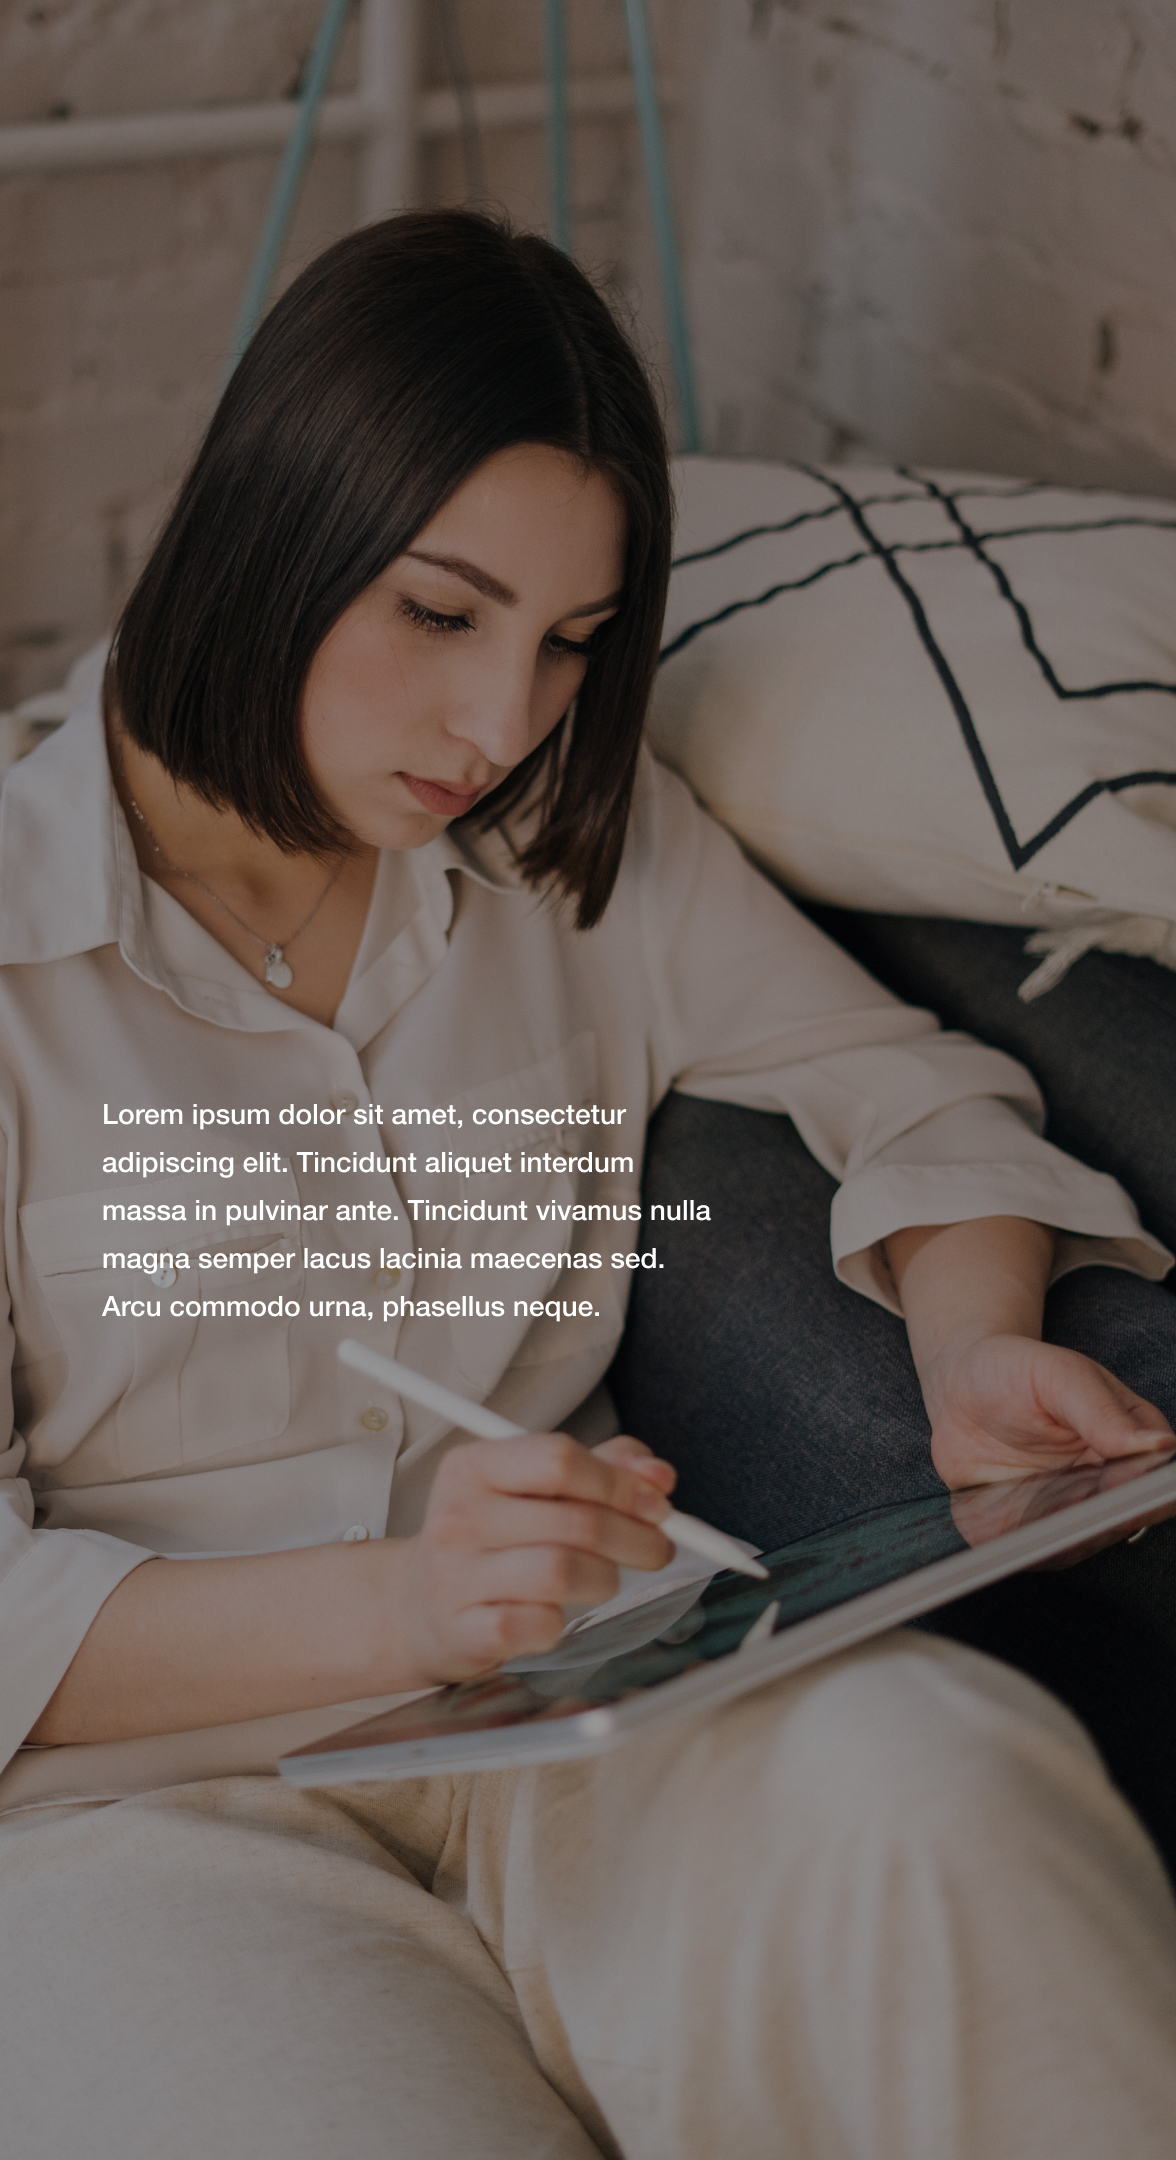 Lorem ipsum dolor sit amet, consectetur
adipiscing elit. Tincidunt aliquet interdum
massa in pulvinar ante. Tincidunt vivamus nulla
magna semper lacus lacinia maecenas sed.
Arcu commodo urna, phasellus neque.